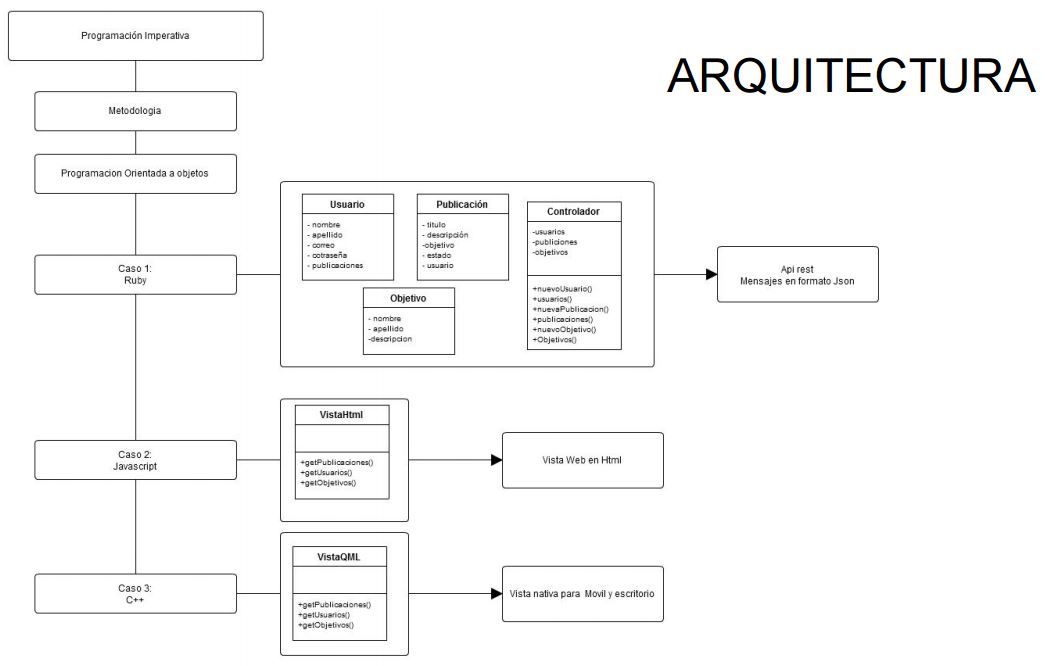 Programación Imperativa
ARQUITECTURA
Metodologia
Programacion Orientada a objetos
Caso 1:
Ruby
Usuario
- nombre
- apellido
- correo
- cotraseña
- publicaciones
Publicación
- titulo
- descripción
-objetivo
- estado
- usuario
Controlador
-usuarios
-publiciones
-objetivos
+nuevoUsuario()
+usuarios()
+nuevaPublicacion()
+publicaciones()
+nuevoObjetivo()
+Objetivos()
Objetivo
- nombre
- apellido
-descripcion
Api rest
Mensajes en formato Json
Caso 2:
Javascript
VistaHtml
+getPublicaciones()
+getUsuarios()
+getObjetivos()
Vista Web en Html
Caso 3:
C++
VistaQML
+getPublicaciones()
+getUsuarios()
+getObjetivos()
Vista nativa para Movil y escritorio